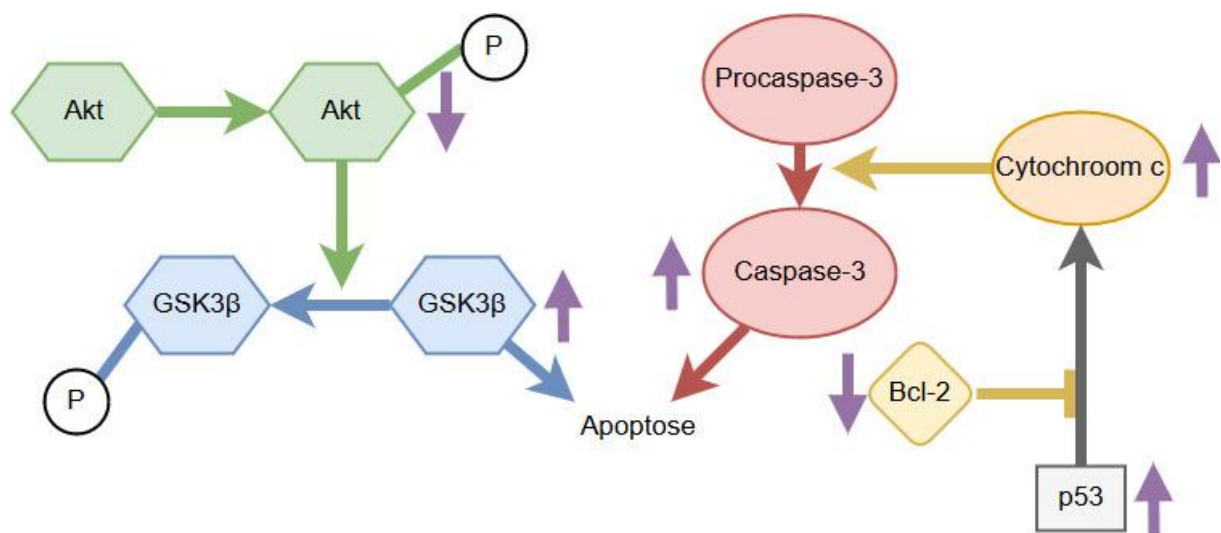 P
Akt
Akt
Procaspase-3
Cytochroom c
GSK3β
GSK3β
Caspase-3
P
Apoptose
Bcl-2
p53